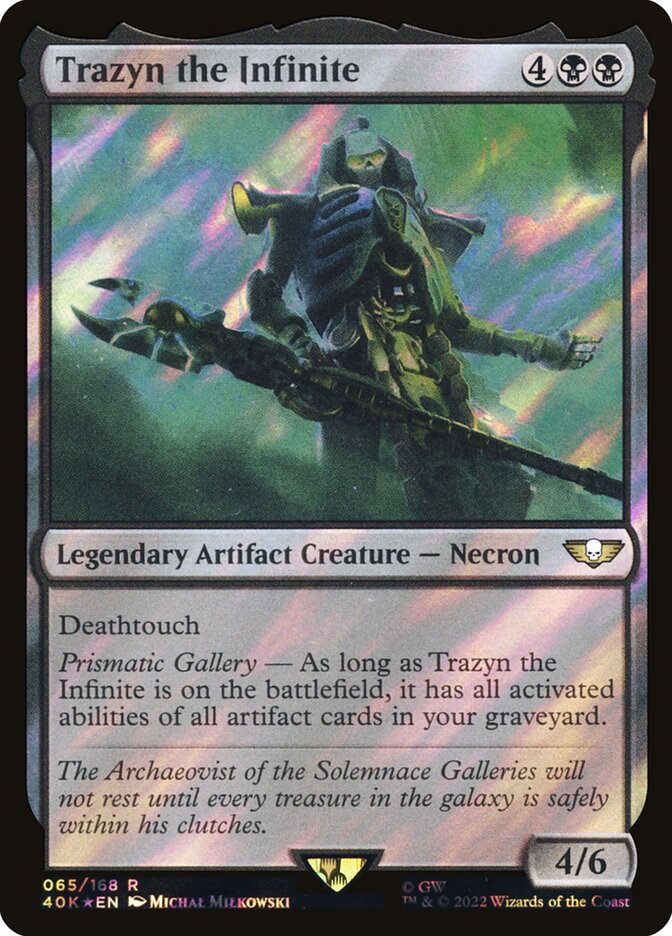 Trazyn the Infinite 4
Legendary Artifact Creature — Necron
Deathtouch
Prismatic Gallery — As long as Trazyn the
Infinite is on the battlefield, it has all activated
abilities of all artifact cards in your graveyard.
The Archaeovist of the Solemnace Galleries will
not rest until every treasure in the galaxy is safely
within his clutches.
4/6
065/168 R
40K★EN Michał Miłkowski
© GW
™ & © 2022 Wizards of the Coast